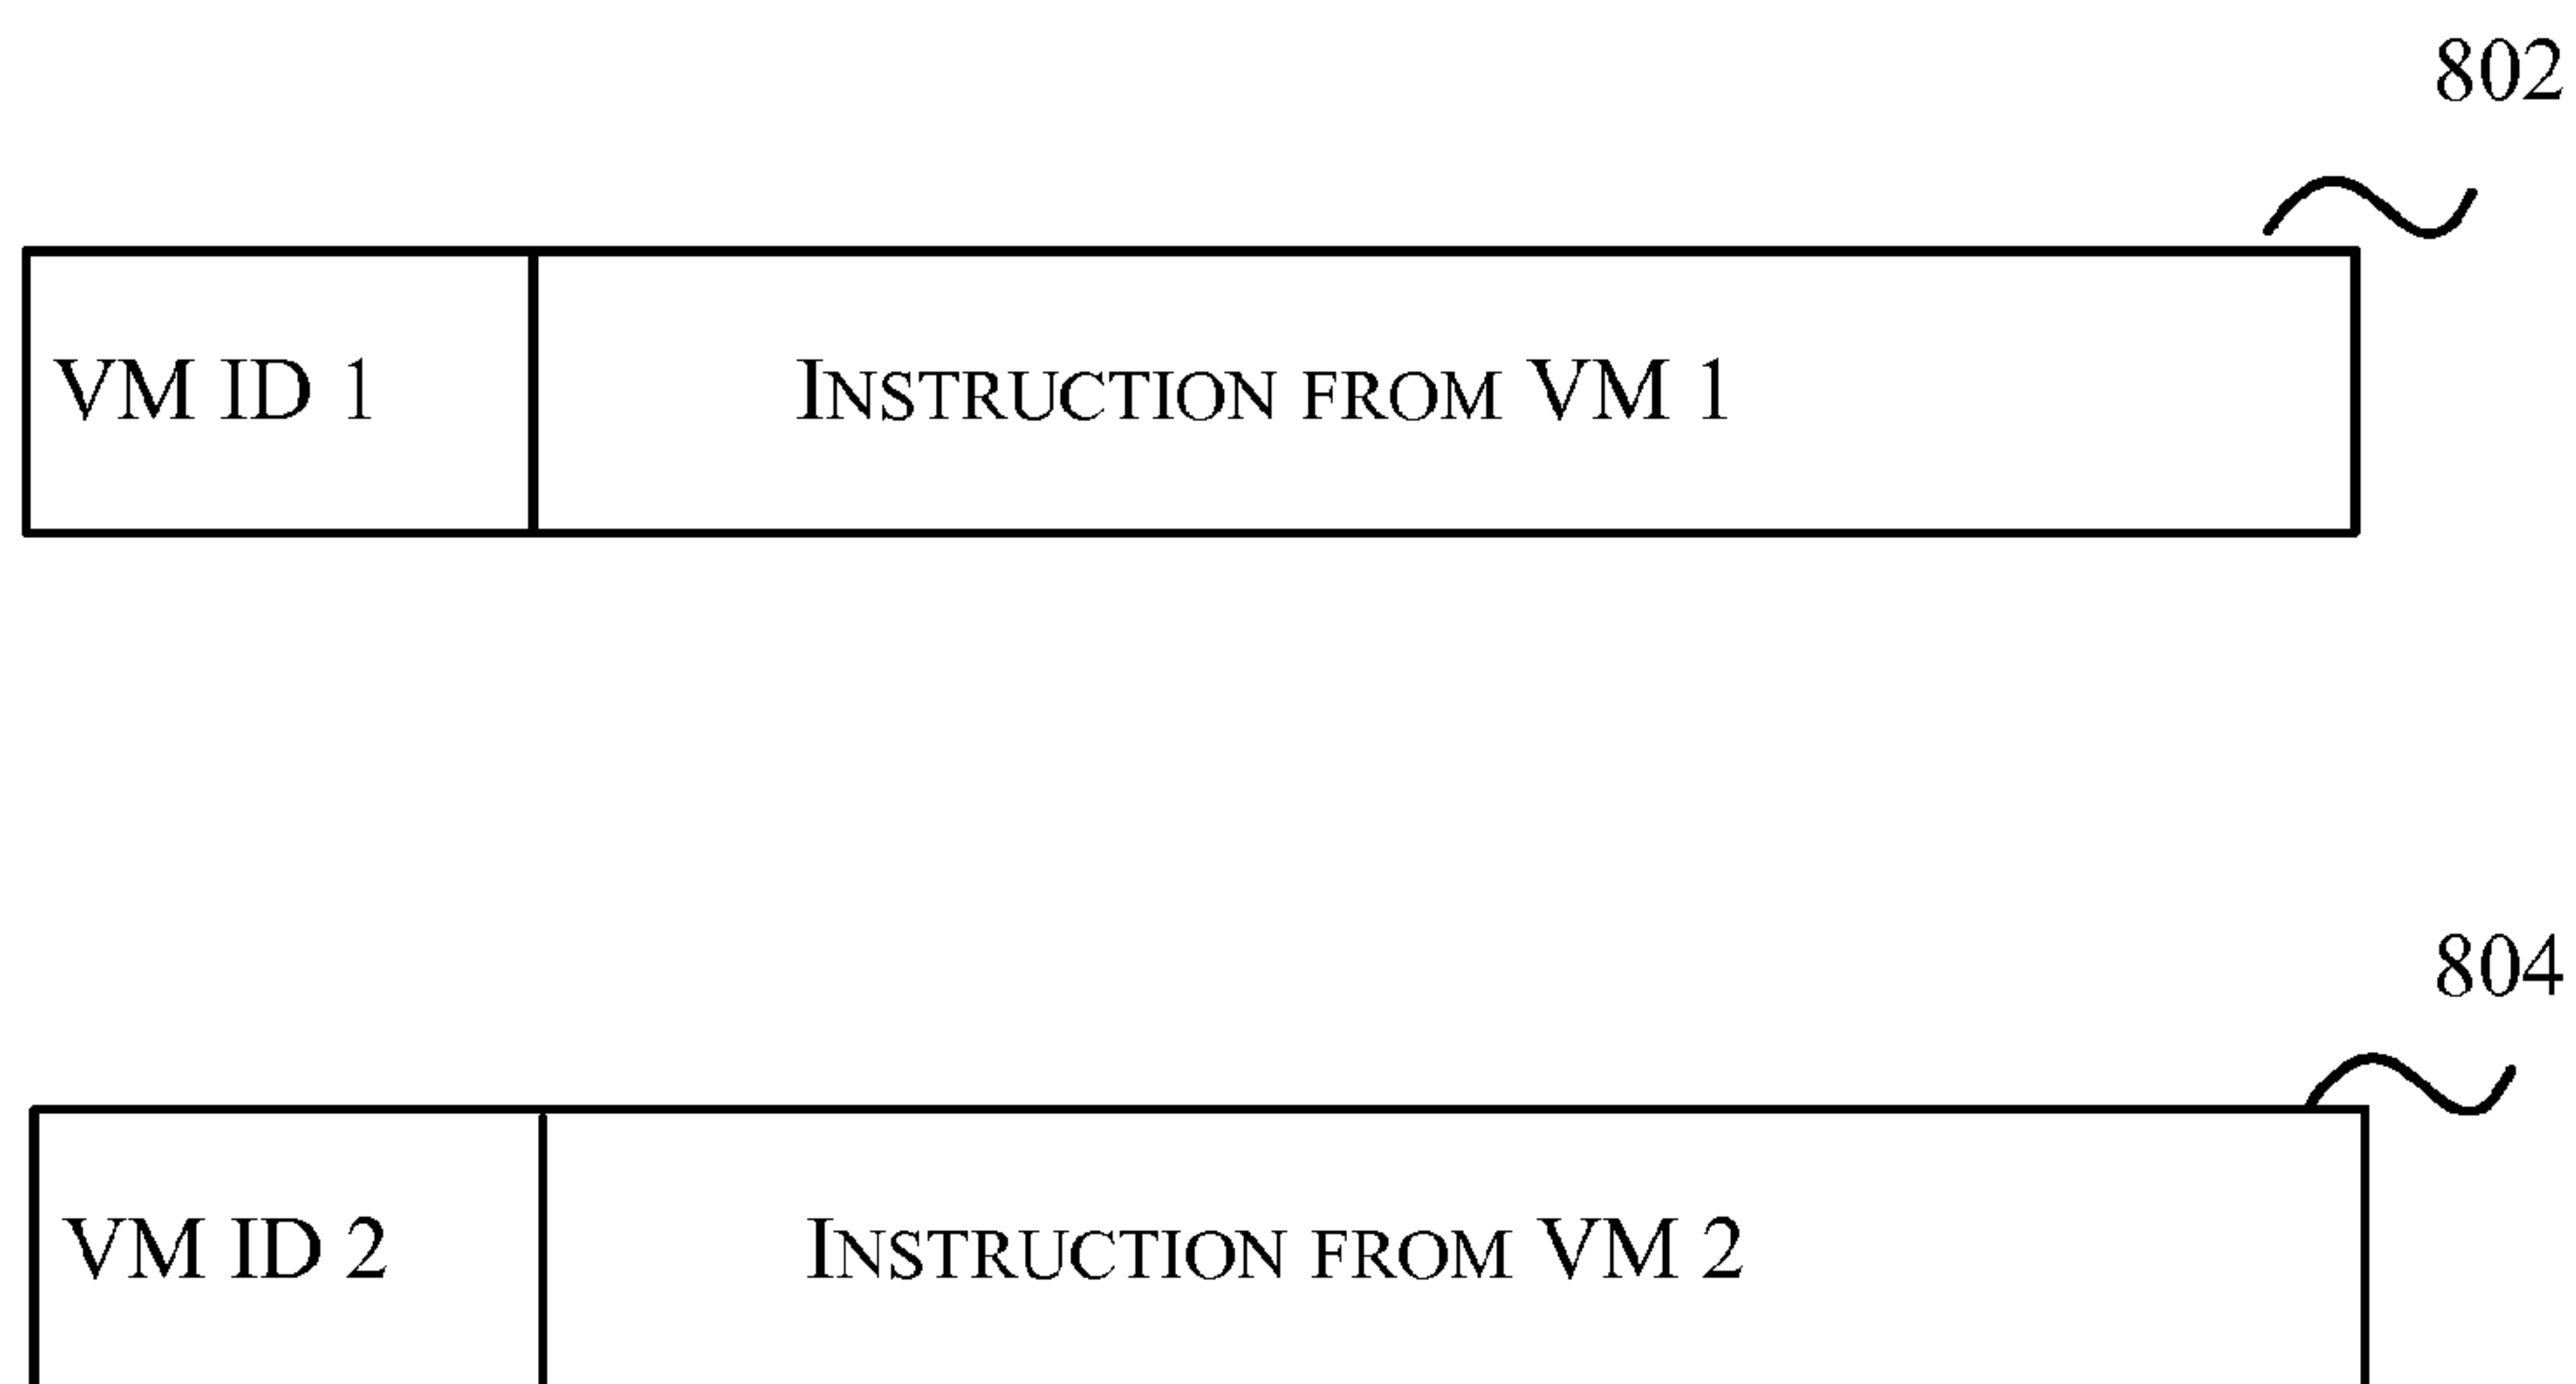 802
VM ID 1 INSTRUCTION FROM VM 1
804
VM ID 2 INSTRUCTION FROM VM 2